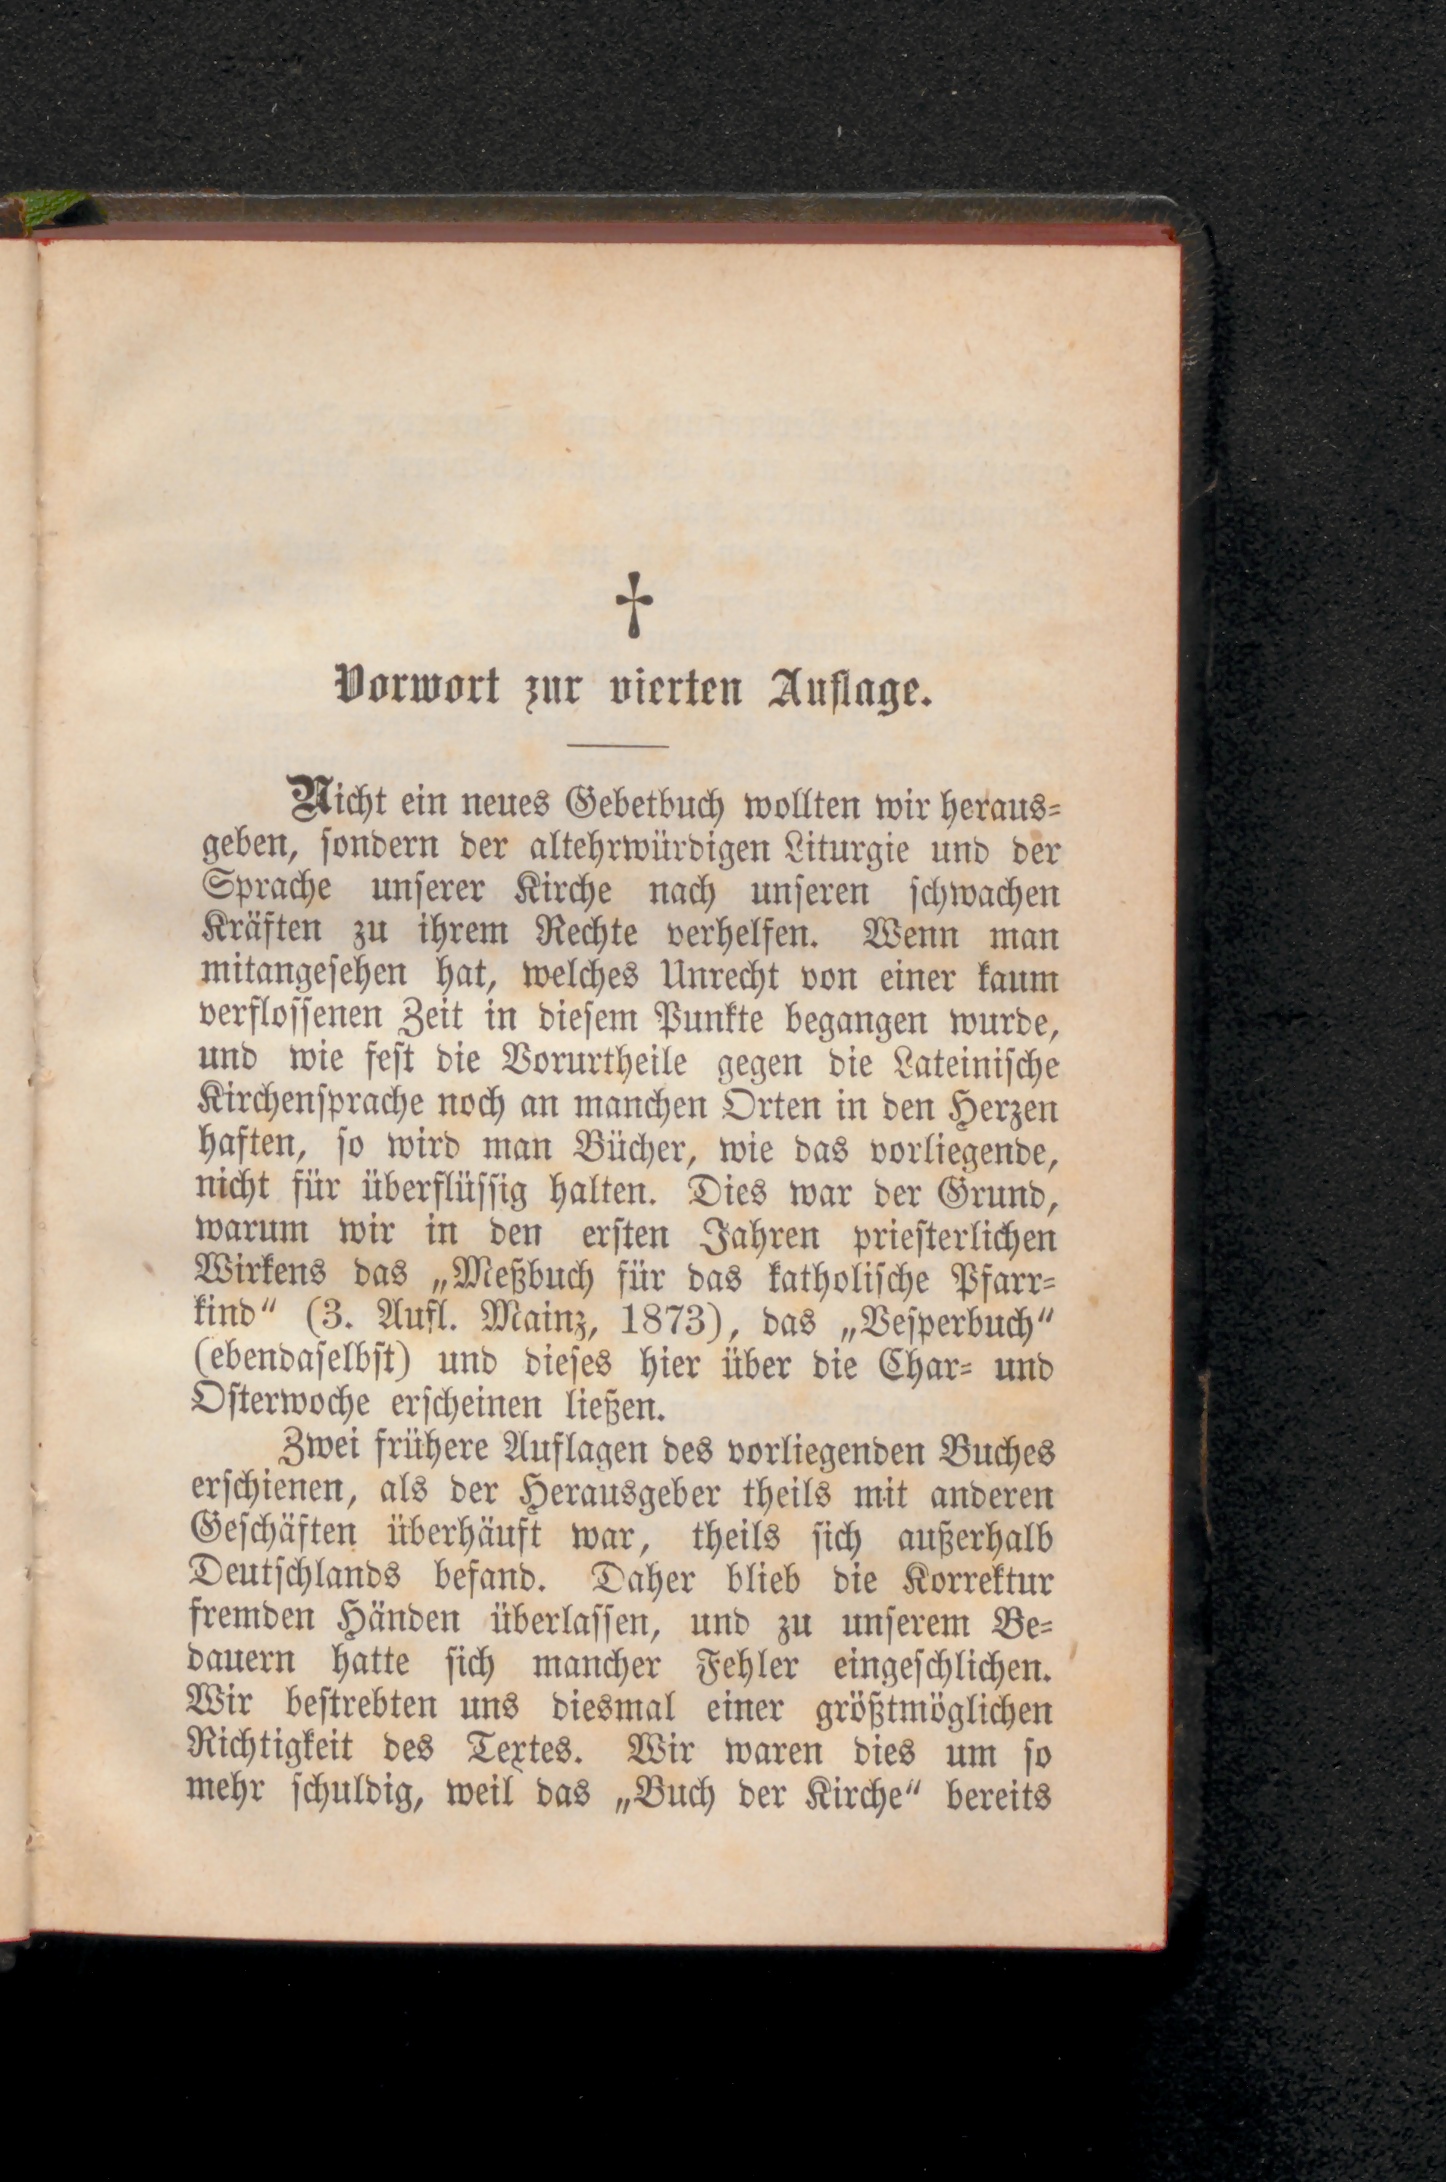 †
Vorwort zur vierten Auflage.
Nicht ein neues Gebetbuch wollten wir heraus-
geben, sondern der altehrwürdigen Liturgie und der
Sprache unserer Kirche nach unseren schwachen
Kräften zu ihrem Rechte verhelfen. Wenn man
mitangesehen hat, welches Unrecht von einer kaum
verflossenen Zeit in diesem Punkte begangen wurde,
und wie fest die Vorurtheile gegen die Lateinische
Kirchensprache noch an manchen Orten in den Herzen
haften, so wird man Bücher, wie das vorliegende,
nicht für überflüssig halten. Dies war der Grund,
warum wir in den ersten Jahren priesterlichen
Wirkens das „Meßbuch für das katholische Pfarr-
kind“ (3. Aufl. Mainz, 1873), das „Vesperbuch“
(ebendaselbst) und dieses hier über die Char- und
Osterwoche erscheinen ließen.
Zwei frühere Auflagen des vorliegenden Buches
erschienen, als der Herausgeber theils mit anderen
Geschäften überhäuft war, theils sich außerhalb
Deutschlands befand. Daher blieb die Korrektur
fremden Händen überlassen, und zu unserem Be-
dauern hatte sich mancher Fehler eingeschlichen.
Wir bestrebten uns diesmal einer größtmöglichen
Richtigkeit des Textes. Wir waren dies um so
mehr schuldig, weil das „Buch der Kirche“ bereits